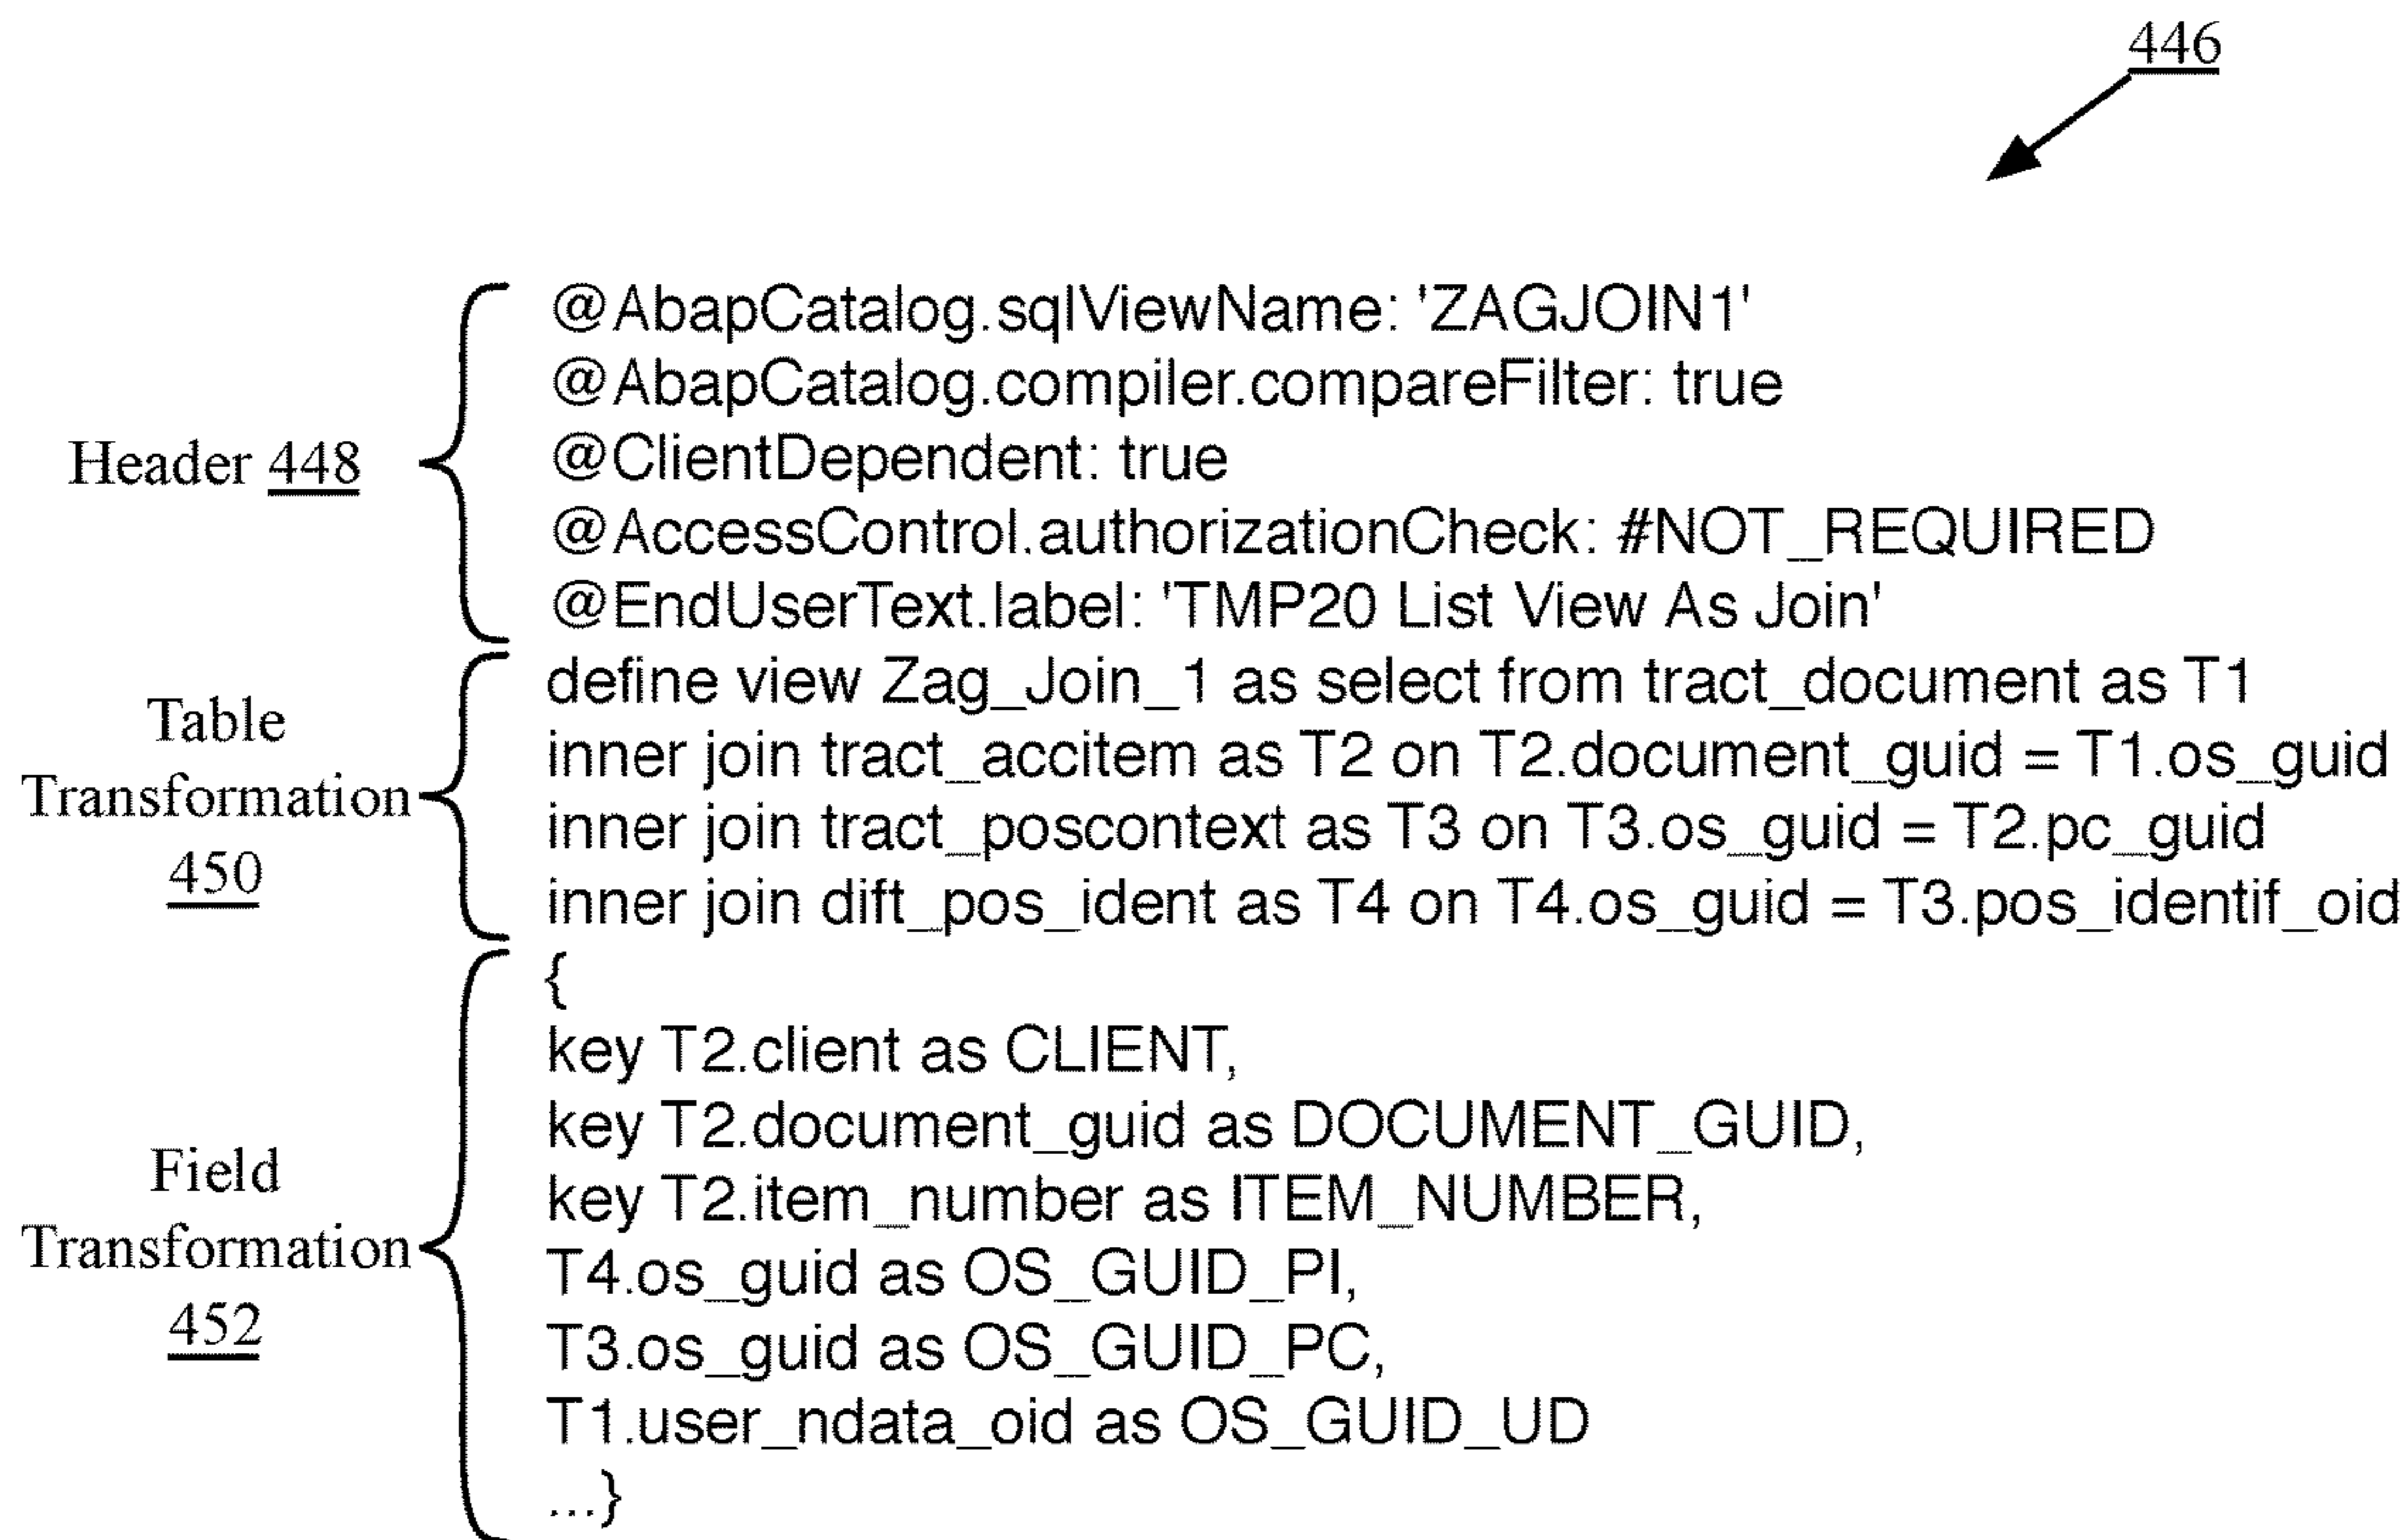 446
@AbapCatalog.sqlViewName: 'ZAGJOIN1'
@AbapCatalog.compiler.compareFilter: true
@ClientDependent: true
@AccessControl.authorizationCheck: #NOT_REQUIRED
@EndUserText.label: 'TMP20 List View As Join'
Header 448
define view Zag_Join_1 as select from tract_document as T1
inner join tract_accitem as T2 on T2.document_guid = T1.os_guid
inner join tract_poscontext as T3 on T3.os_guid = T2.pc_guid
inner join dift_pos_ident as T4 on T4.os_guid = T3.pos_identif_oid
Table
Transformation
450
{
key T2.client as CLIENT,
key T2.document_guid as DOCUMENT_GUID,
key T2.item_number as ITEM_NUMBER,
T4.os_guid as OS_GUID_PI,
T3.os_guid as OS_GUID_PC,
T1.user_ndata_oid as OS_GUID_UD
...}
Field
Transformation
452